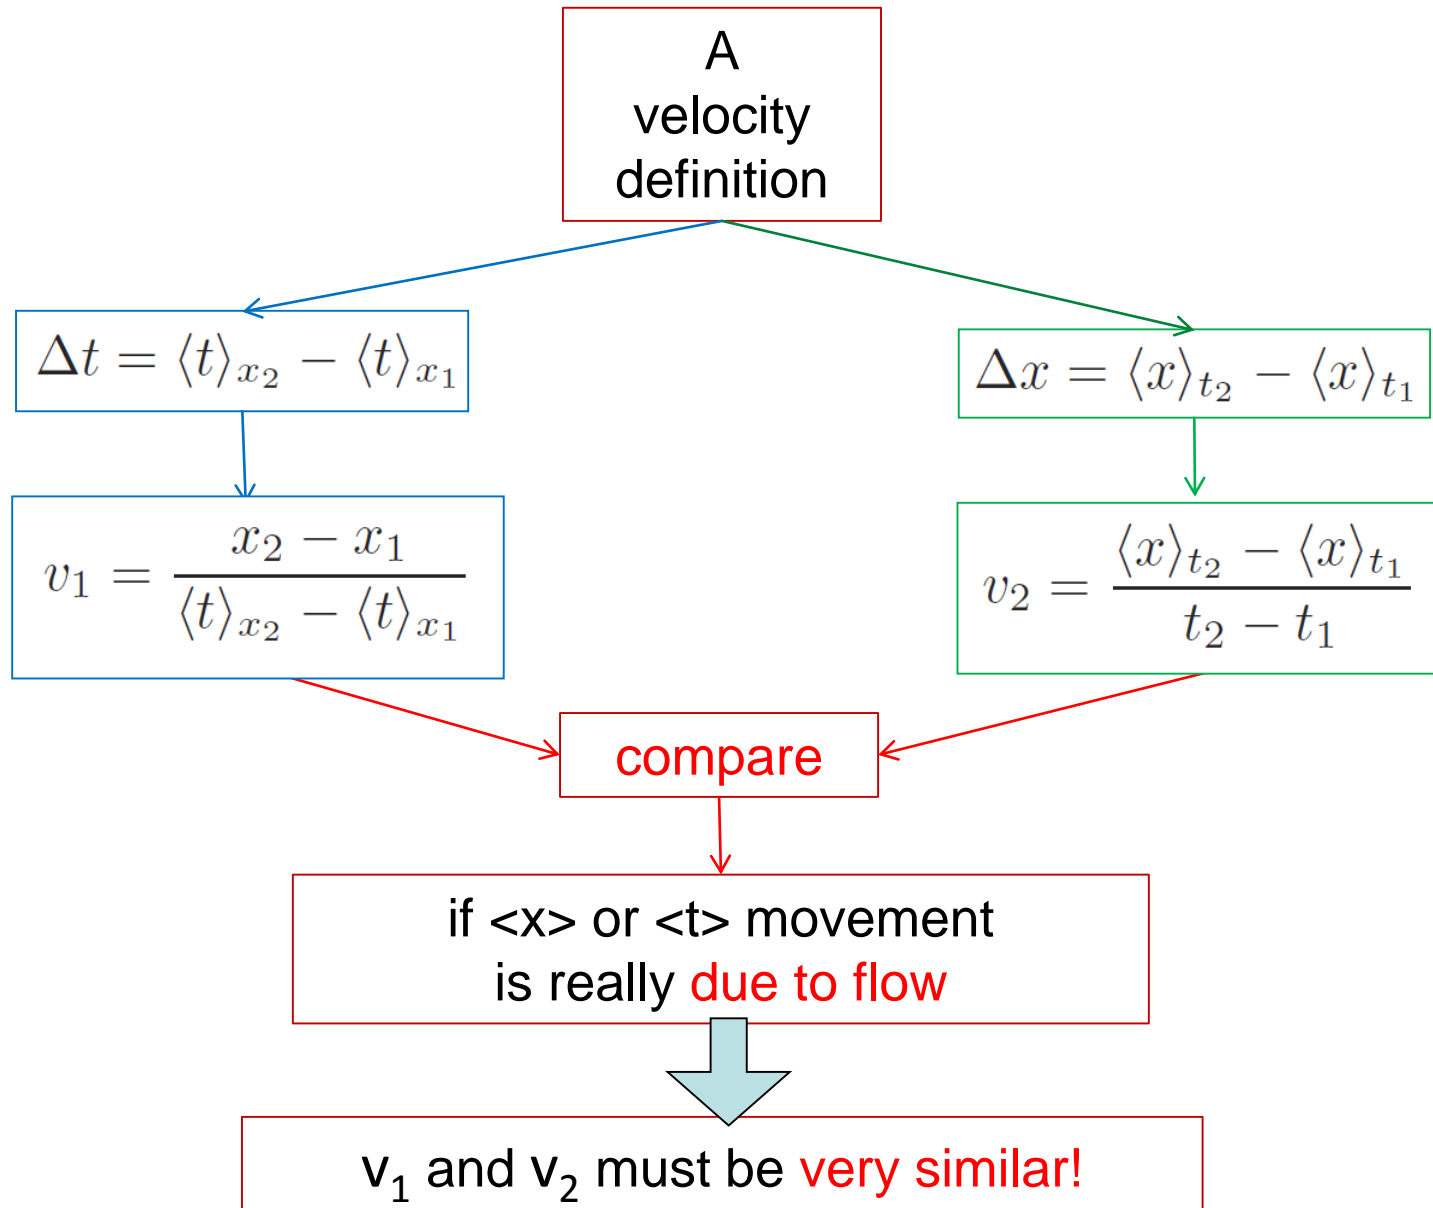 A
velocity
definition
Δt = ⟨t⟩ₓ₂ − ⟨t⟩ₓ₁
Δx = ⟨x⟩ₜ₂ − ⟨x⟩ₜ₁
v₁ = (x₂ − x₁) / (⟨t⟩ₓ₂ − ⟨t⟩ₓ₁)
v₂ = (⟨x⟩ₜ₂ − ⟨x⟩ₜ₁) / (t₂ − t₁)
compare
if <x> or <t> movement
is really due to flow
v₁ and v₂ must be very similar!